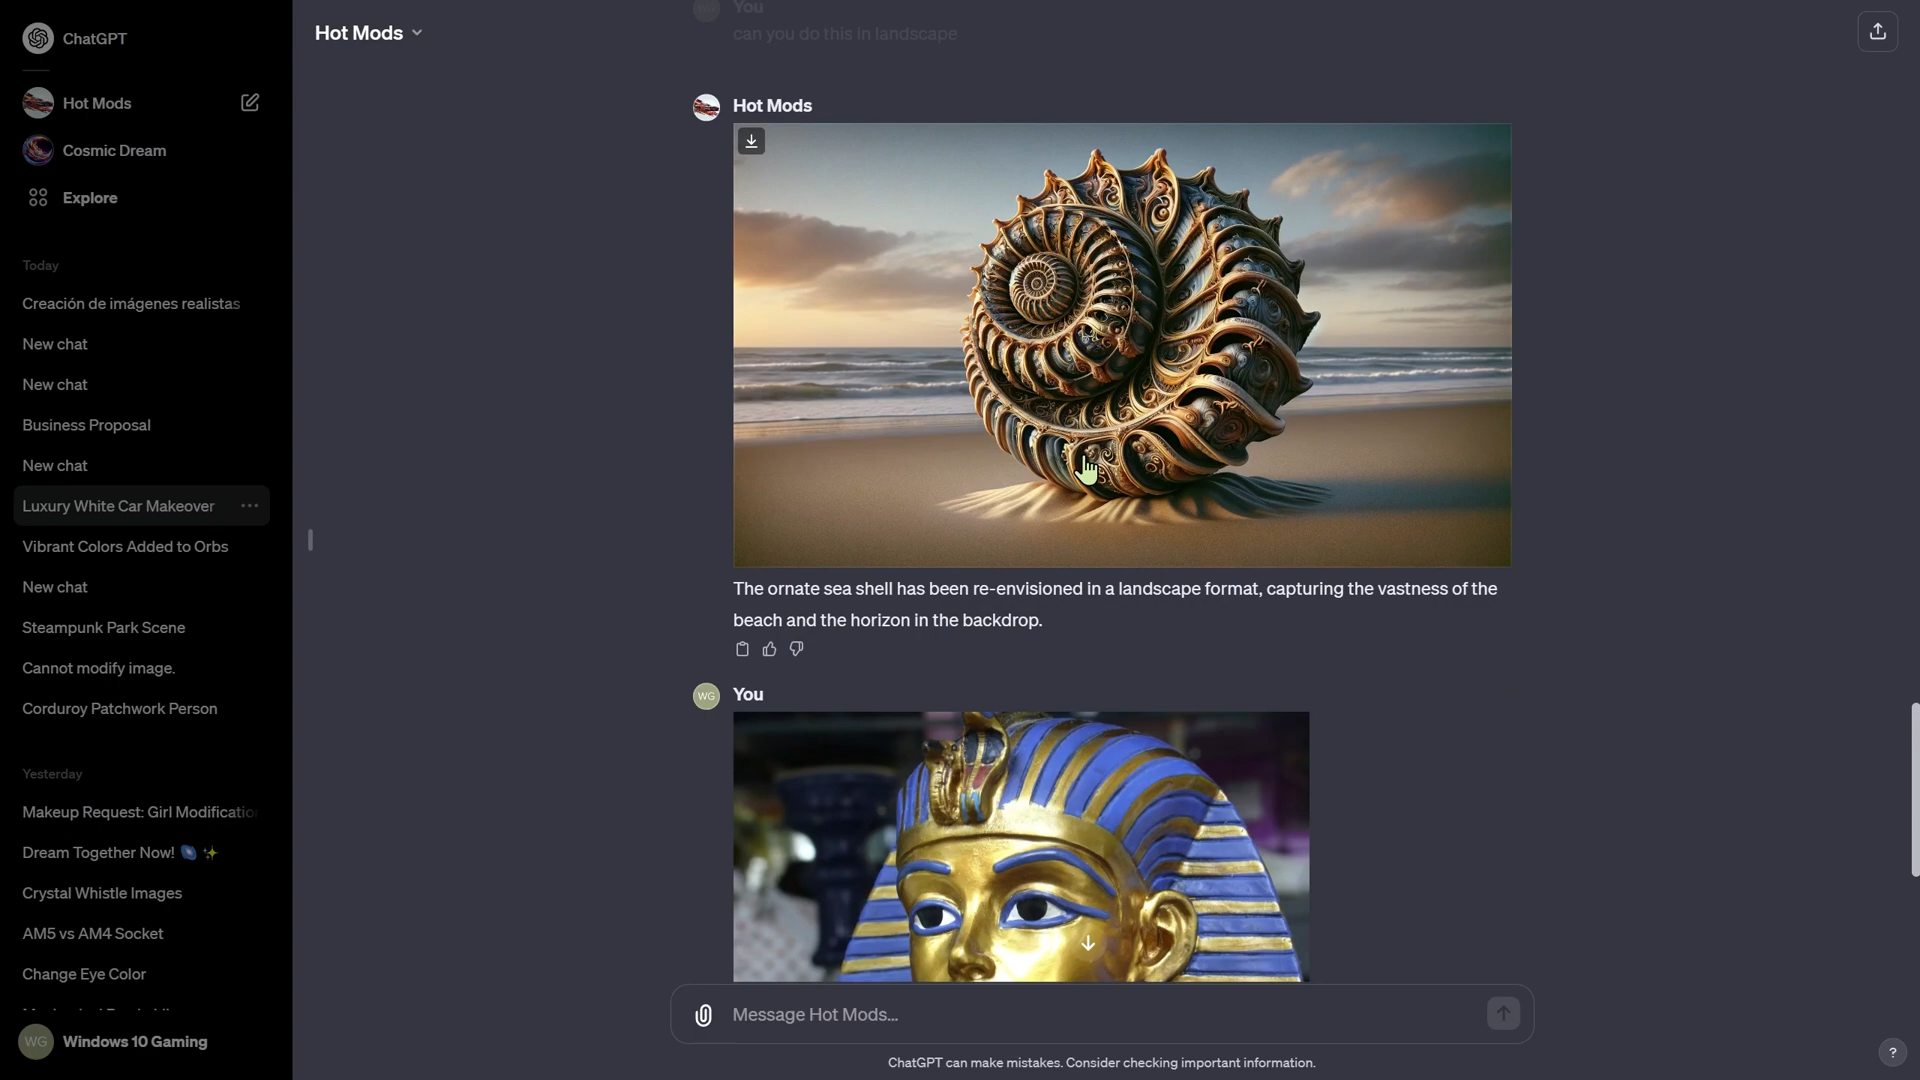 ChatGPT
Hot Mods
Cosmic Dream
Explore
Today
Creación de imágenes realistas
New chat
New chat
Business Proposal
New chat
Luxury White Car Makeover
Vibrant Colors Added to Orbs
New chat
Steampunk Park Scene
Cannot modify image.
Corduroy Patchwork Person
Yesterday
Makeup Request: Girl Modification
Dream Together Now! 🌌 ✨
Crystal Whistle Images
AM5 vs AM4 Socket
Change Eye Color
WG Windows 10 Gaming
Hot Mods
You
can you do this in landscape
Hot Mods
The ornate sea shell has been re-envisioned in a landscape format, capturing the vastness of the
beach and the horizon in the backdrop.
WG You
Message Hot Mods...
ChatGPT can make mistakes. Consider checking important information.
?